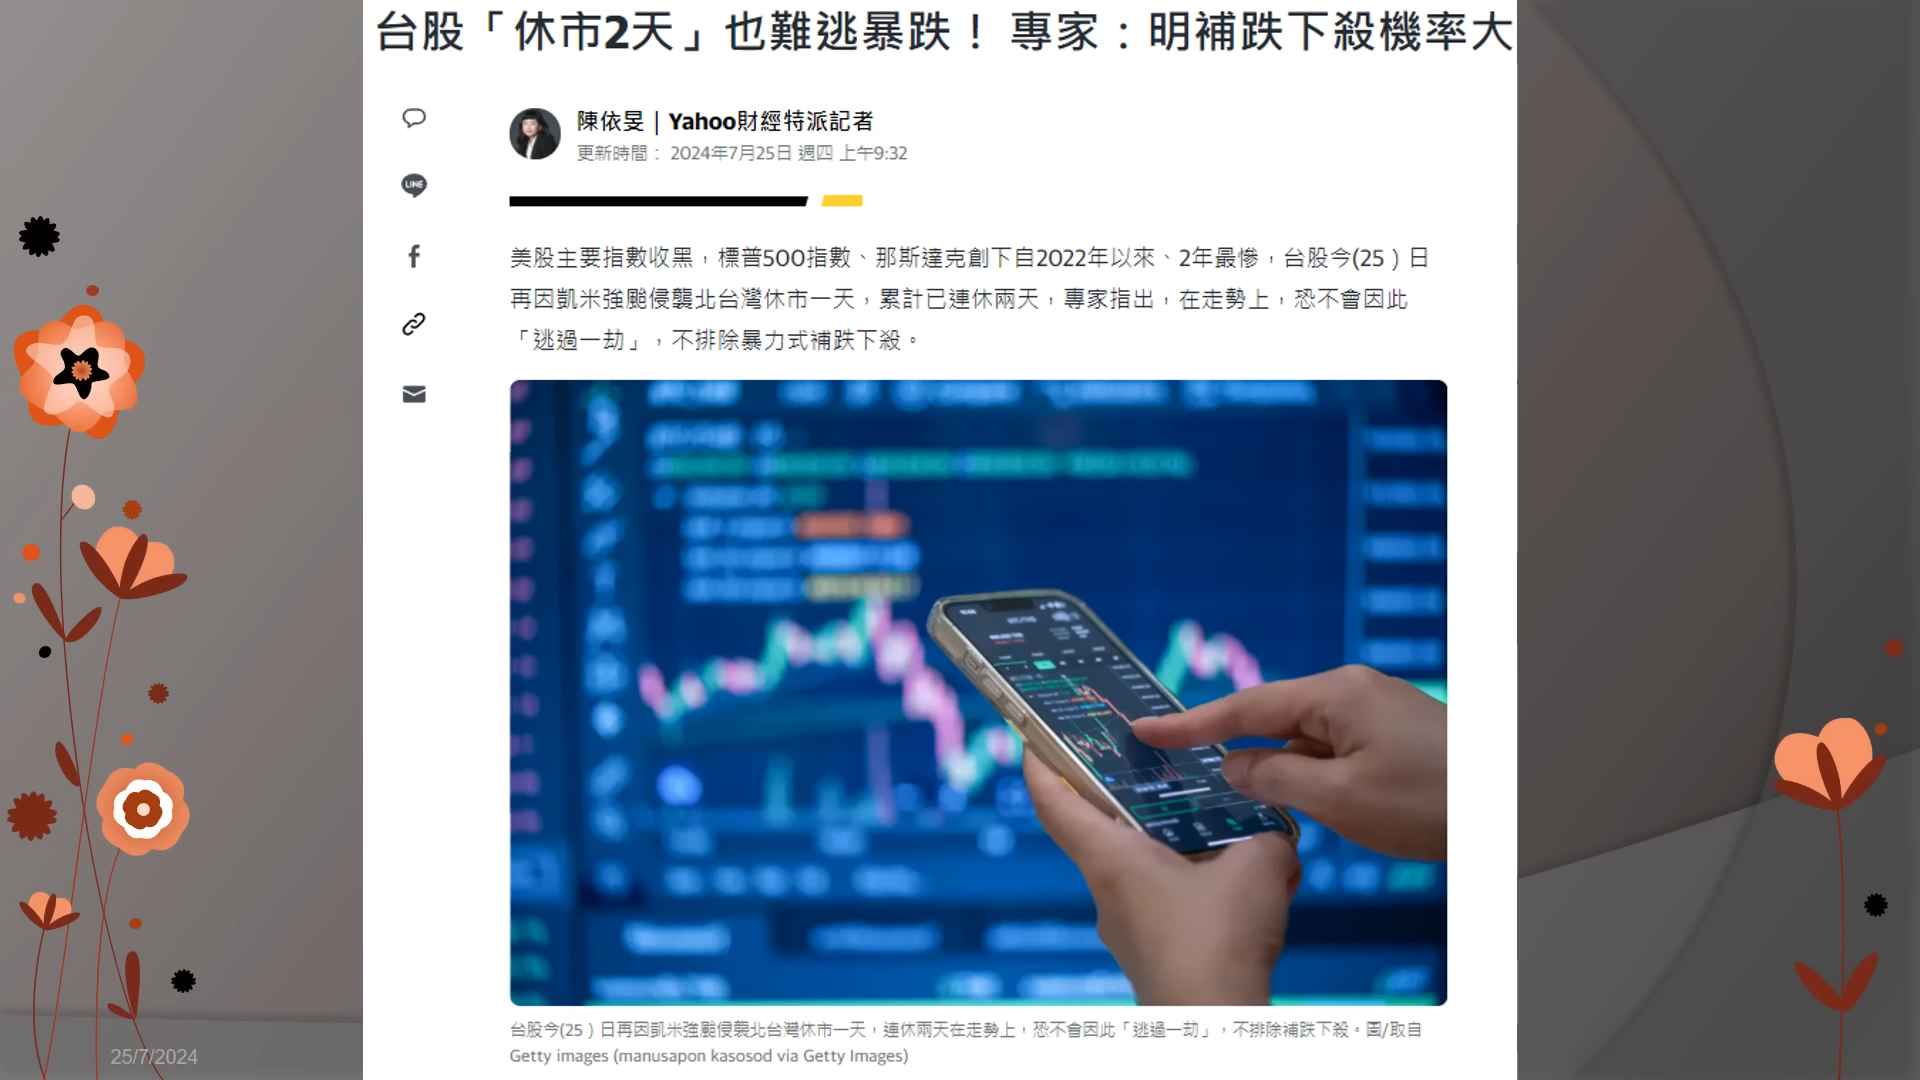 台股「休市2天」也難逃暴跌！ 專家：明補跌下殺機率大
陳依旻｜Yahoo財經特派記者
更新時間： 2024年7月25日 週四 上午9:32
LINE
美股主要指數收黑，標普500指數、那斯達克創下自2022年以來、2年最慘，台股今(25 ) 日
再因凱米強颱侵襲北台灣休市一天，累計已連休兩天，專家指出，在走勢上，恐不會因此
「逃過一劫」，不排除暴力式補跌下殺。
台股今(25 ) 日再因凱米強颱侵襲北台灣休市一天，連休兩天在走勢上，恐不會因此「逃過一劫」，不排除補跌下殺。圖/取自
Getty images (manusapon kasosod via Getty Images)
25/7/2024